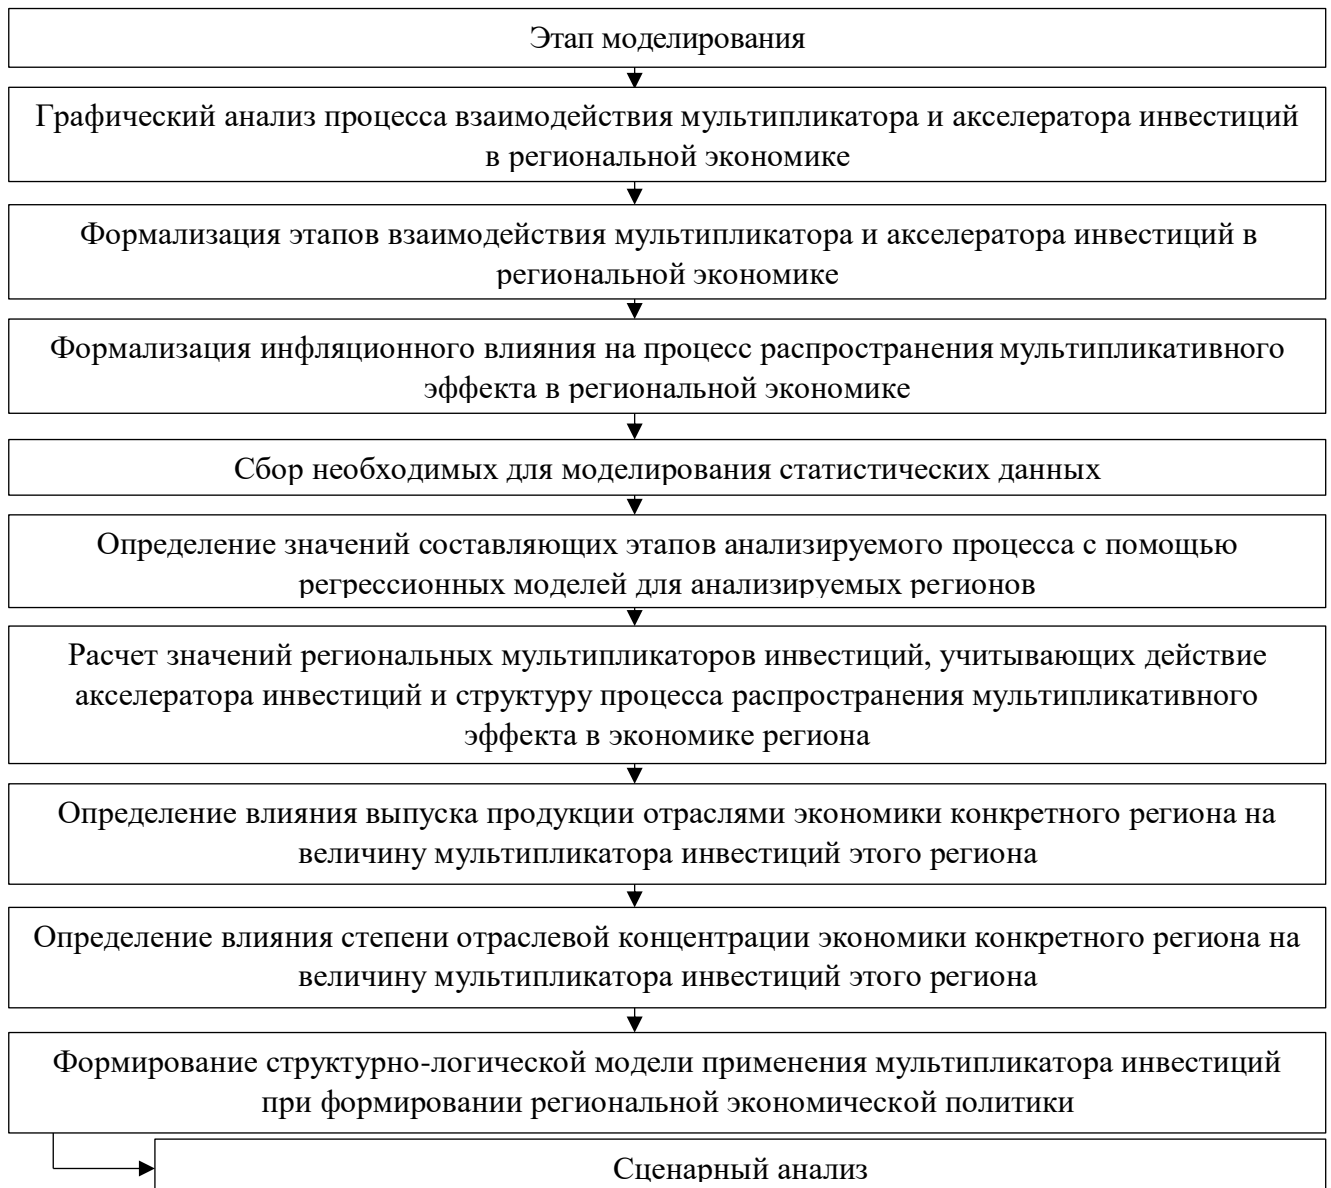 Этап моделирования
Графический анализ процесса взаимодействия мультипликатора и акселератора инвестиций
в региональной экономике
Формализация этапов взаимодействия мультипликатора и акселератора инвестиций в
региональной экономике
Формализация инфляционного влияния на процесс распространения мультипликативного
эффекта в региональной экономике
Сбор необходимых для моделирования статистических данных
Определение значений составляющих этапов анализируемого процесса с помощью
регрессионных моделей для анализируемых регионов
Расчет значений региональных мультипликаторов инвестиций, учитывающих действие
акселератора инвестиций и структуру процесса распространения мультипликативного
эффекта в экономике региона
Определение влияния выпуска продукции отраслями экономики конкретного региона на
величину мультипликатора инвестиций этого региона
Определение влияния степени отраслевой концентрации экономики конкретного региона на
величину мультипликатора инвестиций этого региона
Формирование структурно-логической модели применения мультипликатора инвестиций
при формировании региональной экономической политики
Сценарный анализ